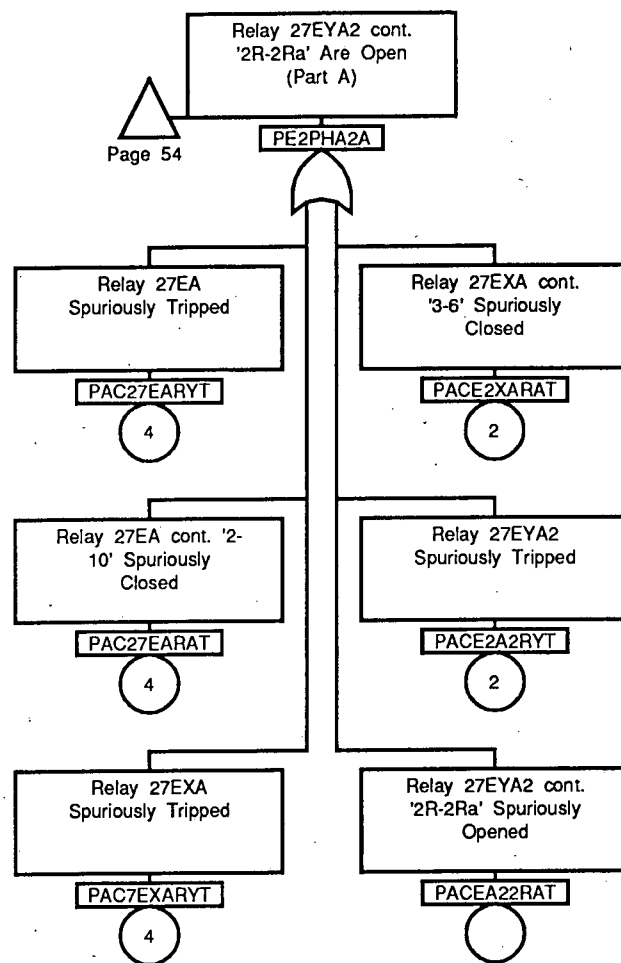 Relay 27EYA2 cont.
'2R-2Ra' Are Open
(Part A)
Page 54
PE2PHA2A
Relay 27EA
Spuriously Tripped
PAC27EARYT
4
Relay 27EXA cont.
'3-6' Spuriously
Closed
PACE2XARAT
2
Relay 27EA cont. '2-
10' Spuriously
Closed
PAC27EARAT
4
Relay 27EYA2
Spuriously Tripped
PACE2A2RYT
2
Relay 27EXA
Spuriously Tripped
PAC7EXARYT
4
Relay 27EYA2 cont.
'2R-2Ra' Spuriously
Opened
PACEA22RAT